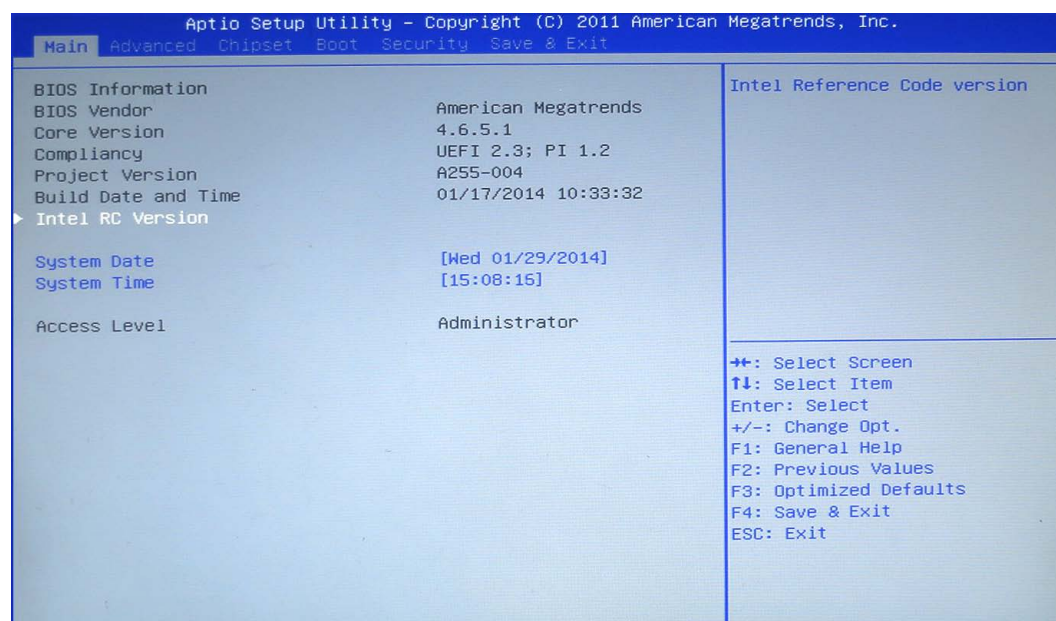 Aptio Setup Utility – Copyright (C) 2011 American Megatrends, Inc.
Main Advanced Chipset Boot Security Save & Exit
BIOS Information
BIOS Vendor American Megatrends
Core Version 4.6.5.1
Compliancy UEFI 2.3; PI 1.2
Project Version A255-004
Build Date and Time 01/17/2014 10:33:32
Intel RC Version
System Date [Wed 01/29/2014]
System Time [15:08:16]
Access Level Administrator
Intel Reference Code version
→←: Select Screen
↑↓: Select Item
Enter: Select
+/-: Change Opt.
F1: General Help
F2: Previous Values
F3: Optimized Defaults
F4: Save & Exit
ESC: Exit